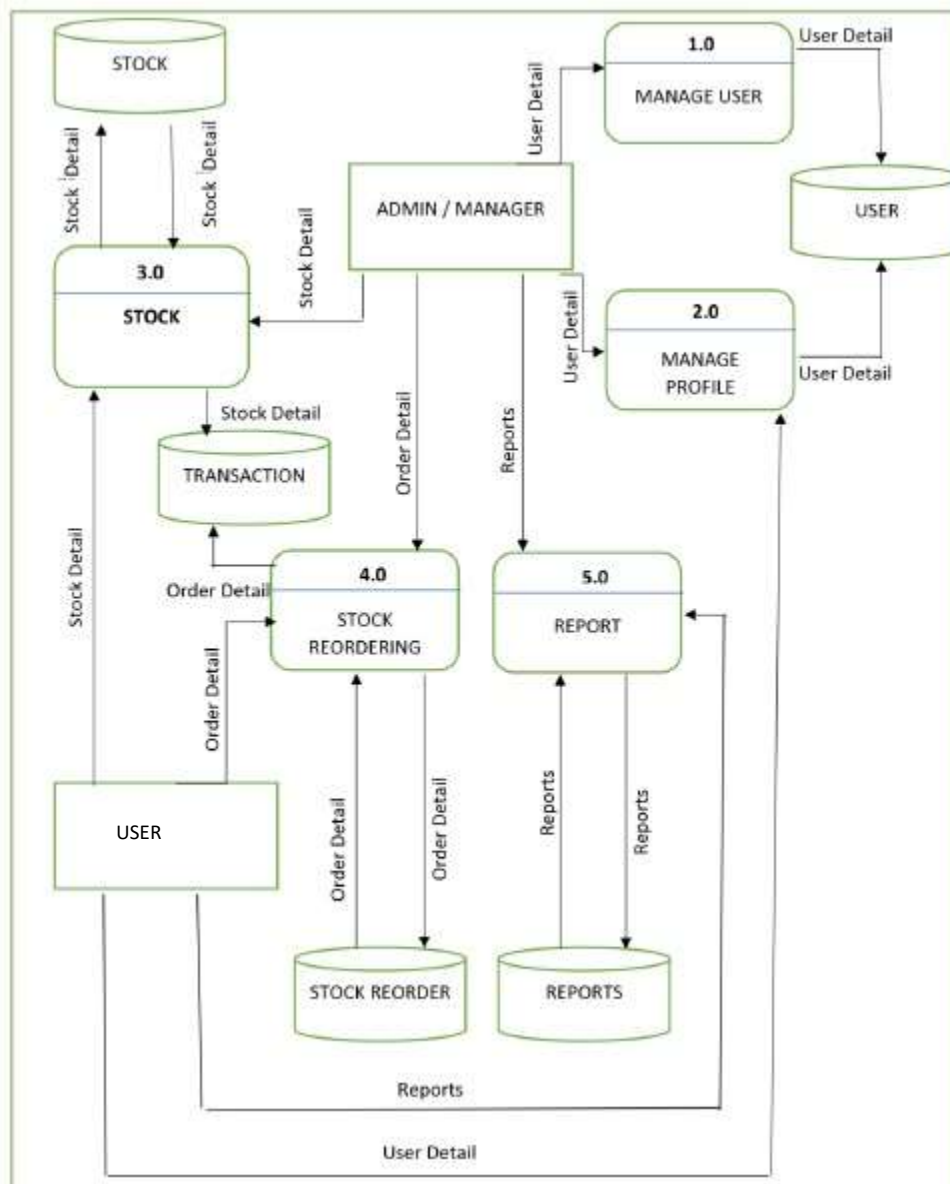 STOCK
1.0
MANAGE USER
User Detail
User Detail
Stock Detail
Stock Detail
ADMIN / MANAGER
USER
3.0
STOCK
Stock Detail
2.0
MANAGE
PROFILE
User Detail
User Detail
Stock Detail
TRANSACTION
Order Detail
Reports
Stock Detail
4.0
STOCK
REORDERING
Order Detail
5.0
REPORT
Order Detail
USER
Order Detail
Order Detail
Reports
Reports
STOCK REORDER
REPORTS
Reports
User Detail